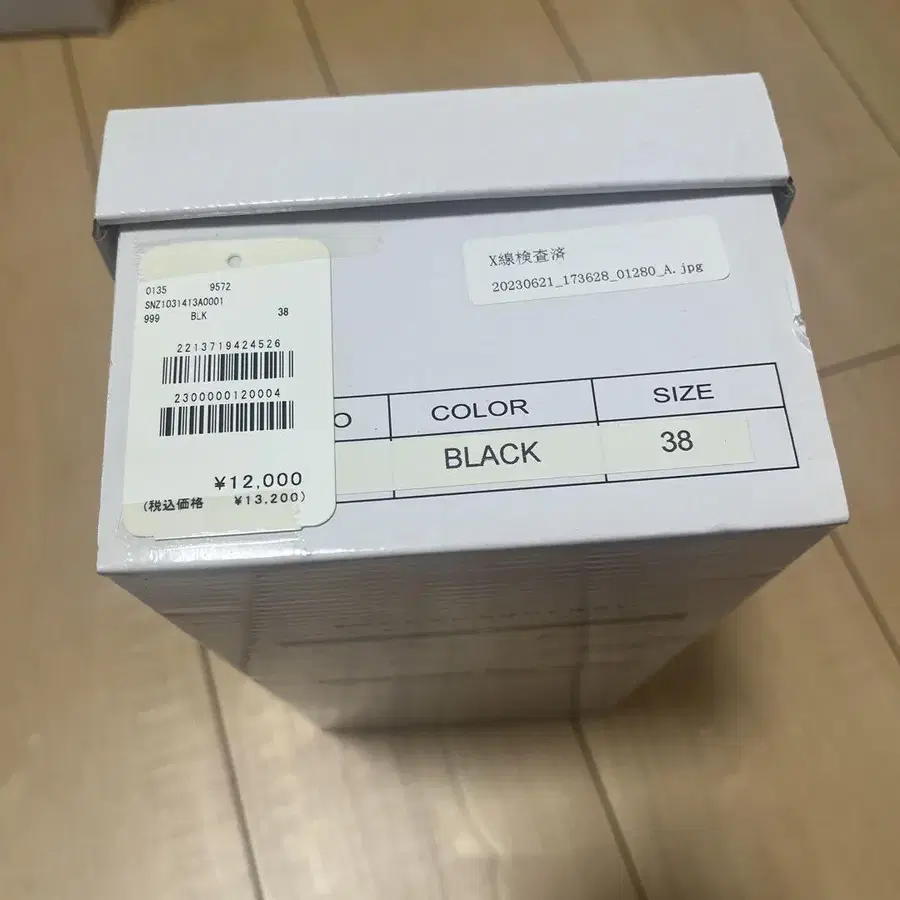 0135 9572
SNZ1031413A0001
999 BLK 38
2213719424526
2300000120004
¥12,000
(税込価格 ¥13,200)
X線検査済
20230621_173628_01280_A.jpg
O COLOR SIZE
BLACK 38